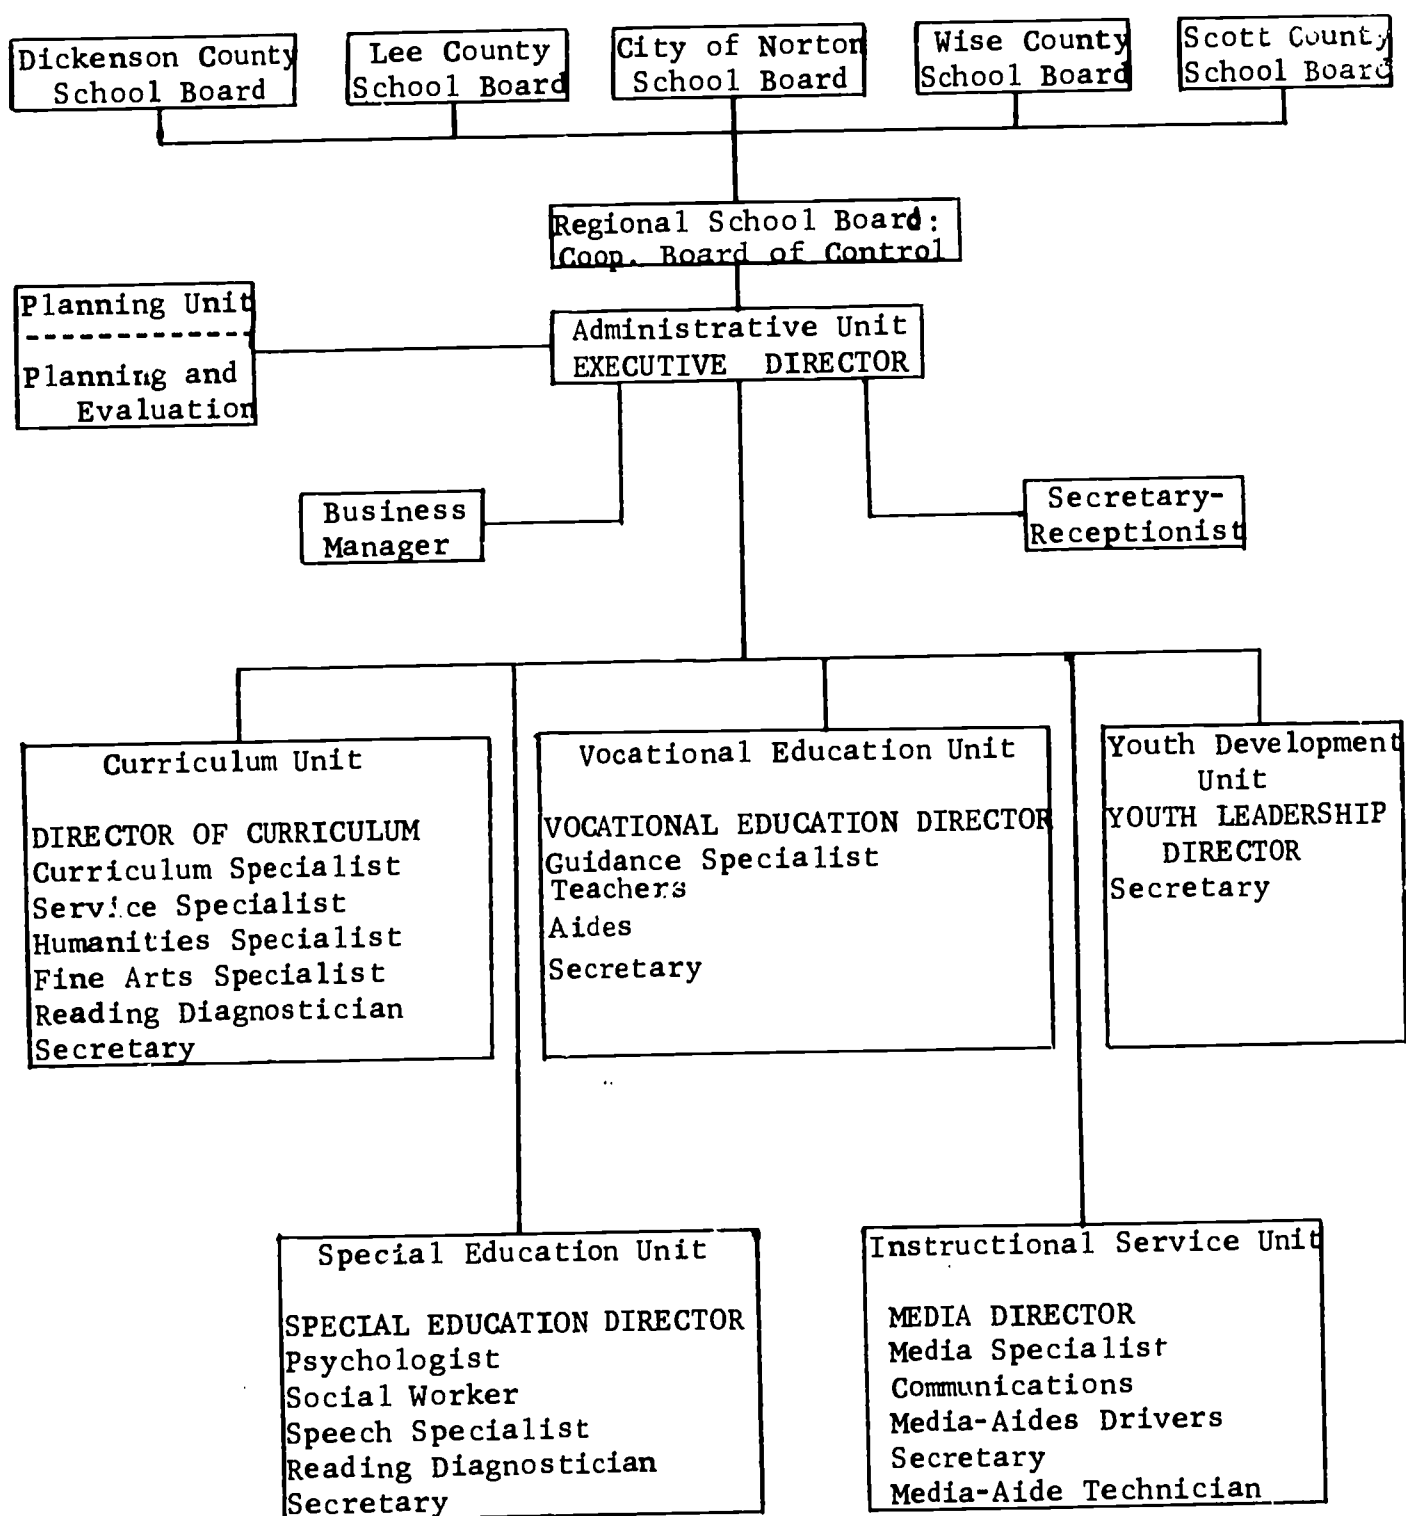 Dickenson County
School Board
Lee County
School Board
City of Norton
School Board
Wise County
School Board
Scott County
School Board
Regional School Board:
Coop. Board of Control
Planning Unit
Planning and
Evaluation
Administrative Unit
EXECUTIVE DIRECTOR
Business
Manager
Secretary-
Receptionist
Curriculum Unit
DIRECTOR OF CURRICULUM
Curriculum Specialist
Service Specialist
Humanities Specialist
Fine Arts Specialist
Reading Diagnostician
Secretary
Vocational Education Unit
VOCATIONAL EDUCATION DIRECTOR
Guidance Specialist
Teachers
Aides
Secretary
Youth Development
Unit
YOUTH LEADERSHIP
DIRECTOR
Secretary
Special Education Unit
SPECIAL EDUCATION DIRECTOR
Psychologist
Social Worker
Speech Specialist
Reading Diagnostician
Secretary
Instructional Service Unit
MEDIA DIRECTOR
Media Specialist
Communications
Media-Aides Drivers
Secretary
Media-Aide Technician